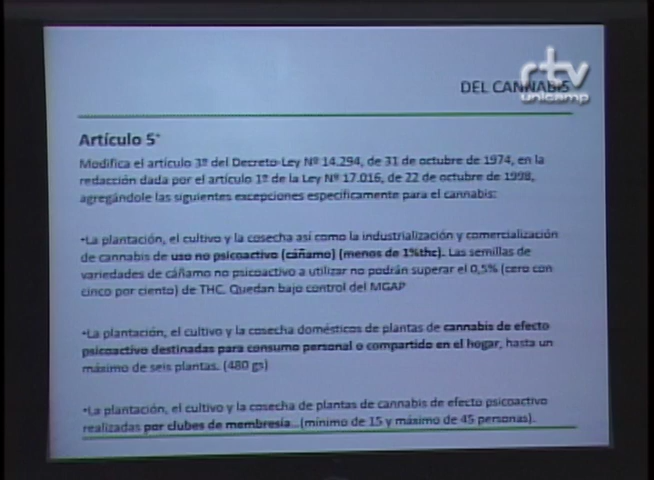 rtv
unicamp
DEL CANNABIS
Artículo 5°
Modifica el artículo 3º del Decreto-Ley Nº 14.294, de 31 de octubre de 1974, en la
redacción dada por el artículo 1º de la Ley Nº 17.016, de 22 de octubre de 1998,
agregándole las siguientes excepciones específicamente para el cannabis:
•La plantación, el cultivo y la cosecha así como la industrialización y comercialización
de cannabis de uso no psicoactivo (cáñamo) (menos de 1%thc). Las semillas de
variedades de cáñamo no psicoactivo a utilizar no podrán superar el 0,5% (cero con
cinco por ciento) de THC. Quedan bajo control del MGAP
•La plantación, el cultivo y la cosecha domésticos de plantas de cannabis de efecto
psicoactivo destinadas para consumo personal o compartido en el hogar, hasta un
máximo de seis plantas. (480 gs)
•La plantación, el cultivo y la cosecha de plantas de cannabis de efecto psicoactivo
realizadas por clubes de membresía...(mínimo de 15 y máximo de 45 personas).